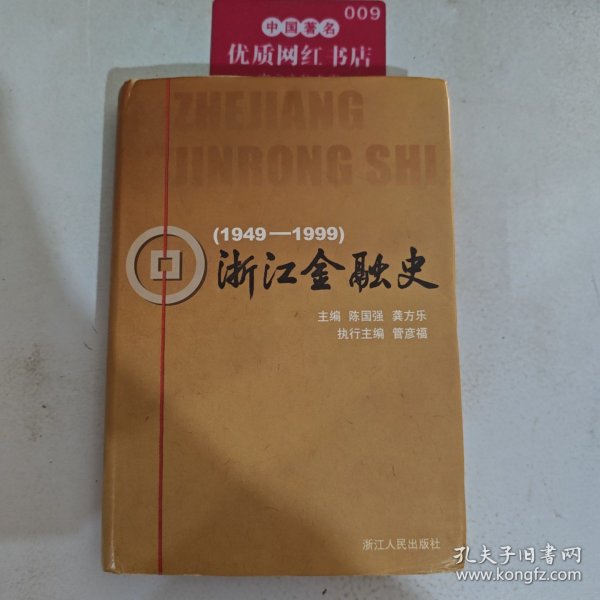 009
中国著名
优质网红书店
ZHEJIANG
JINRONG SHI
(1949—1999)
浙江金融史
主编 陈国强 龚方乐
执行主编 管彦福
浙江人民出版社
孔夫子旧书网
www.kongfz.com